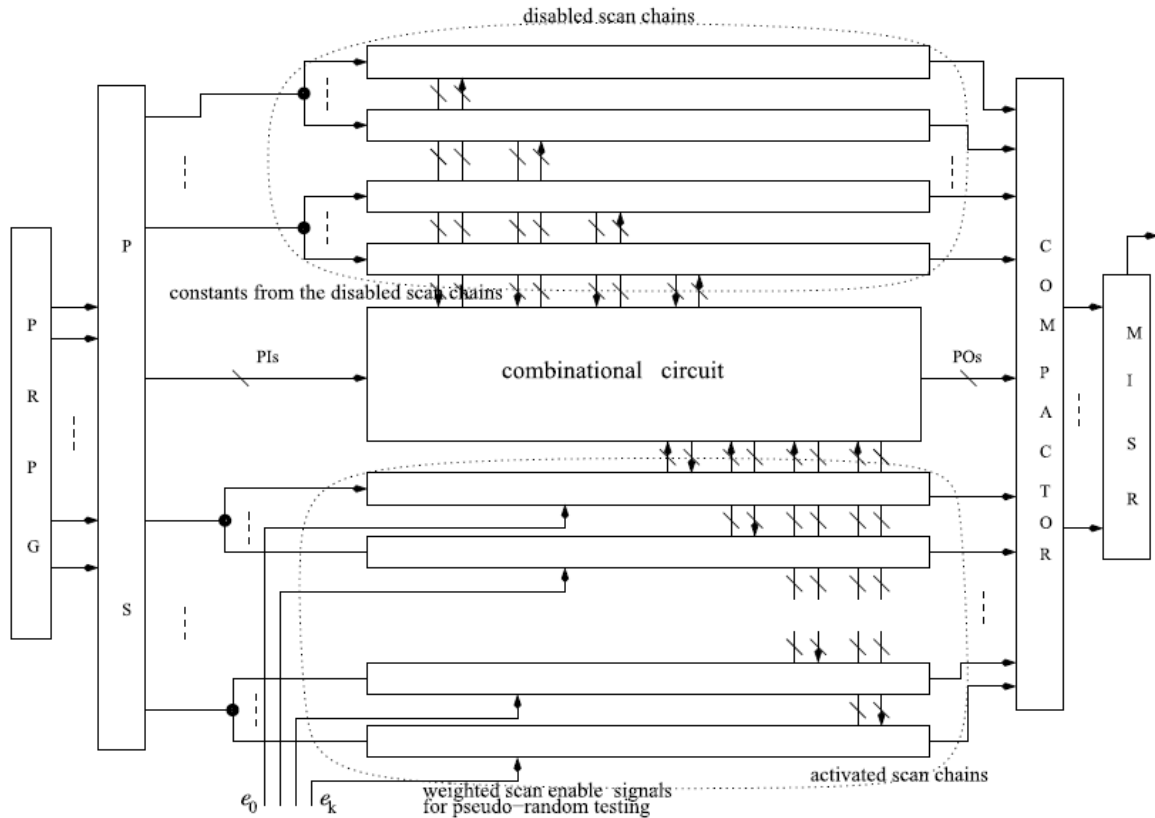 disabled scan chains
constants from the disabled scan chains
P R P G
P S
PIs
combinational circuit
POs
C O M P A C T O R
M I S R
activated scan chains
e0 ek
weighted scan enable signals
for pseudo-random testing